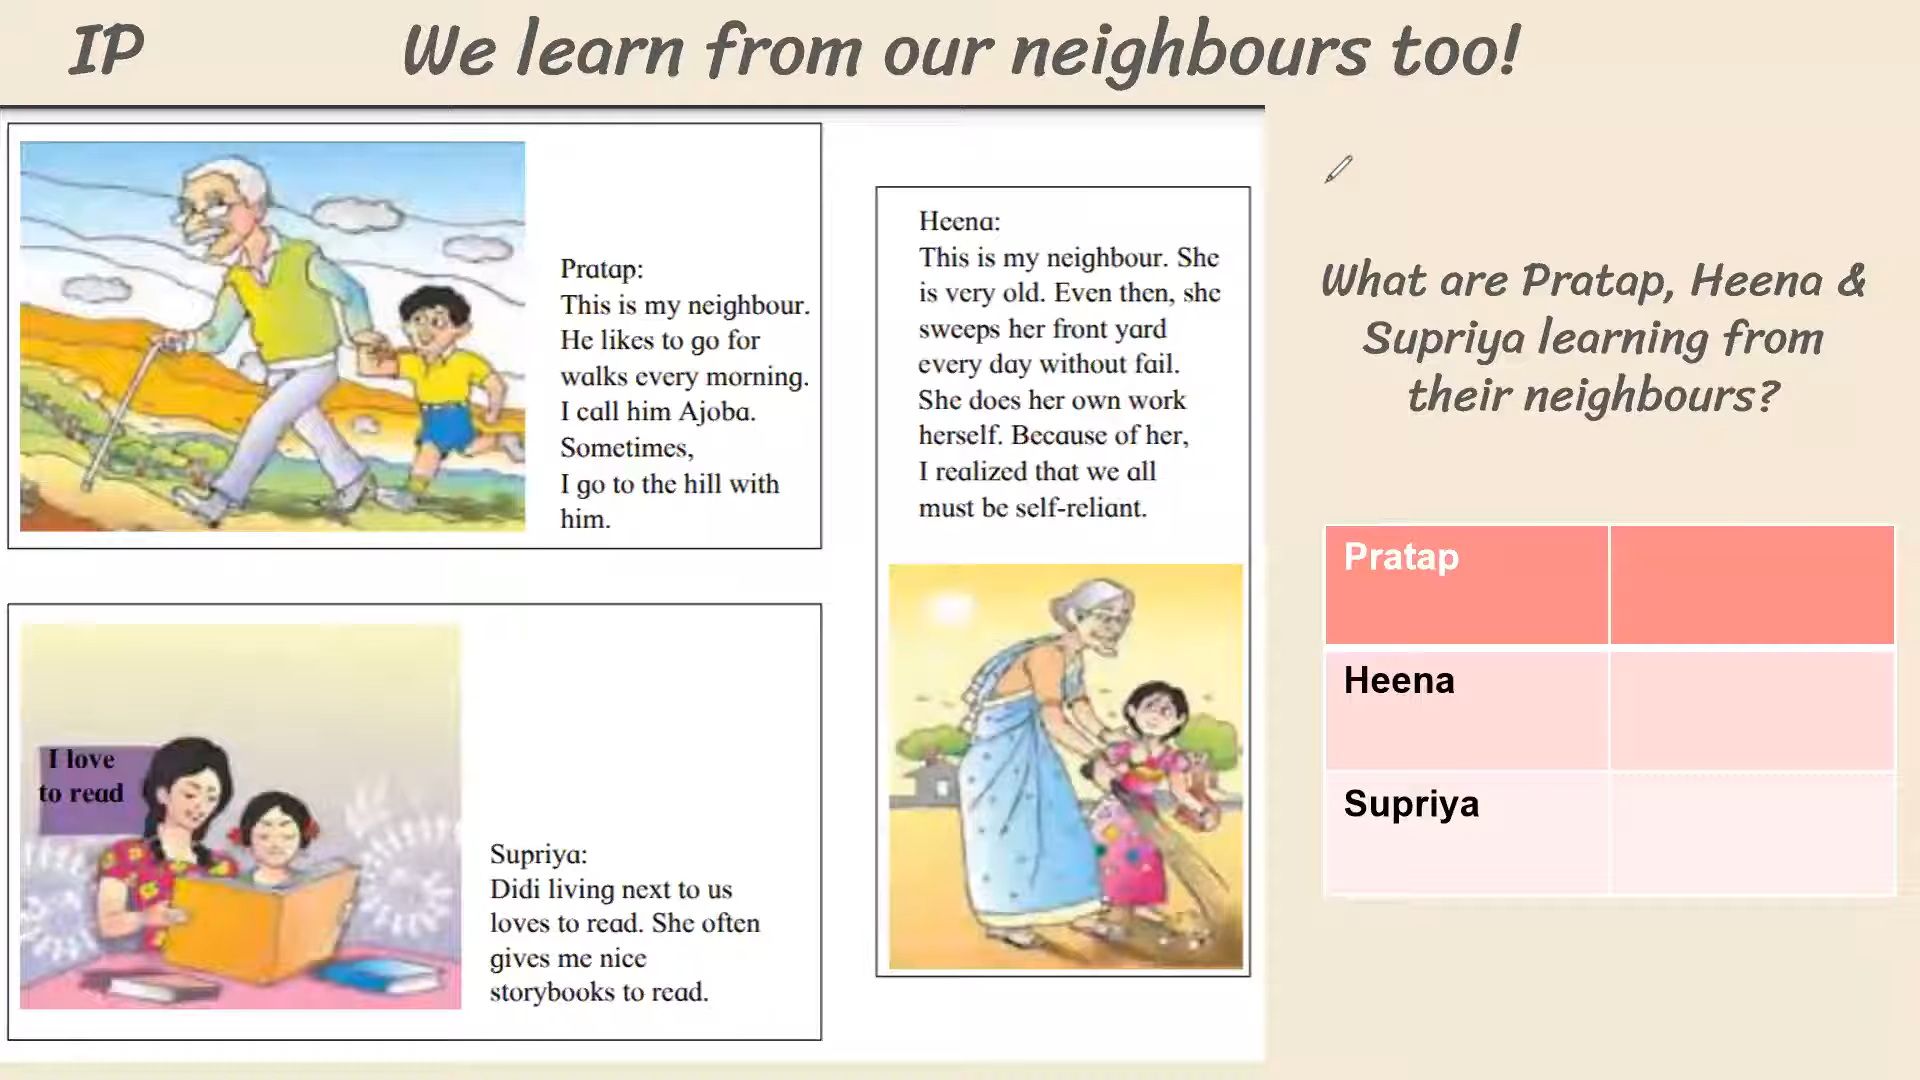 IP
We learn from our neighbours too!
Pratap:
This is my neighbour.
He likes to go for
walks every morning.
I call him Ajoba.
Sometimes,
I go to the hill with
him.
Heena:
This is my neighbour. She
is very old. Even then, she
sweeps her front yard
every day without fail.
She does her own work
herself. Because of her,
I realized that we all
must be self-reliant.
I love
to read
Supriya:
Didi living next to us
loves to read. She often
gives me nice
storybooks to read.
What are Pratap, Heena &
Supriya learning from
their neighbours?
Pratap
Heena
Supriya